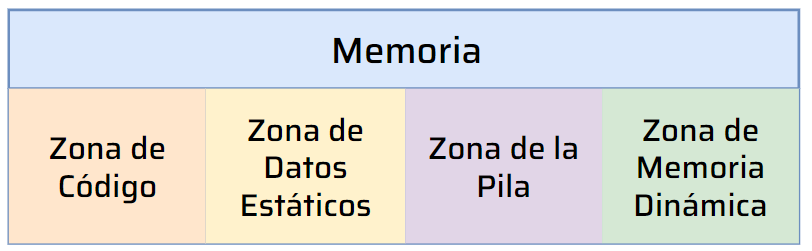 Memoria
Zona de
Código
Zona de
Datos
Estáticos
Zona de la
Pila
Zona de
Memoria
Dinámica